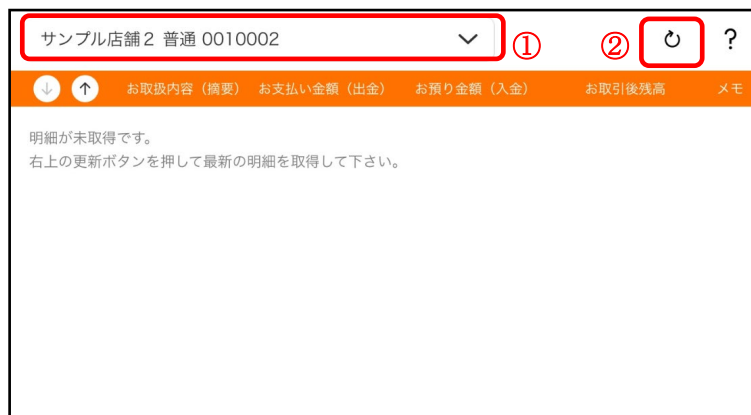 サンプル店舗2 普通 0010002 ① ② ?
お取扱内容（摘要） お支払い金額（出金） お預り金額（入金） お取引後残高 メモ
明細が未取得です。
右上の更新ボタンを押して最新の明細を取得して下さい。